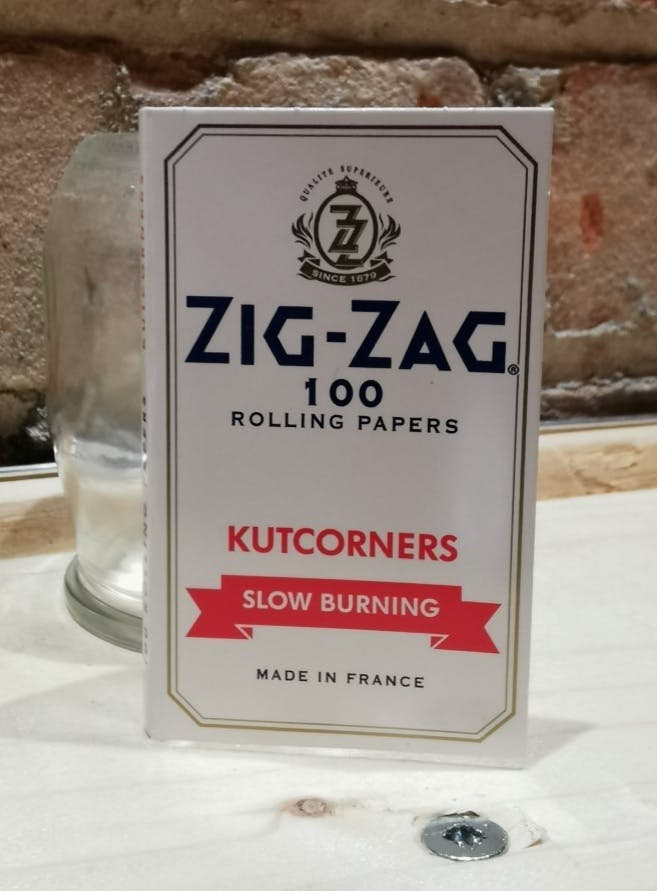 QUALITÉ SUPÉRIEURE
ZZ
SINCE 1879
ZIG-ZAG®
100
ROLLING PAPERS
KUTCORNERS
SLOW BURNING
MADE IN FRANCE